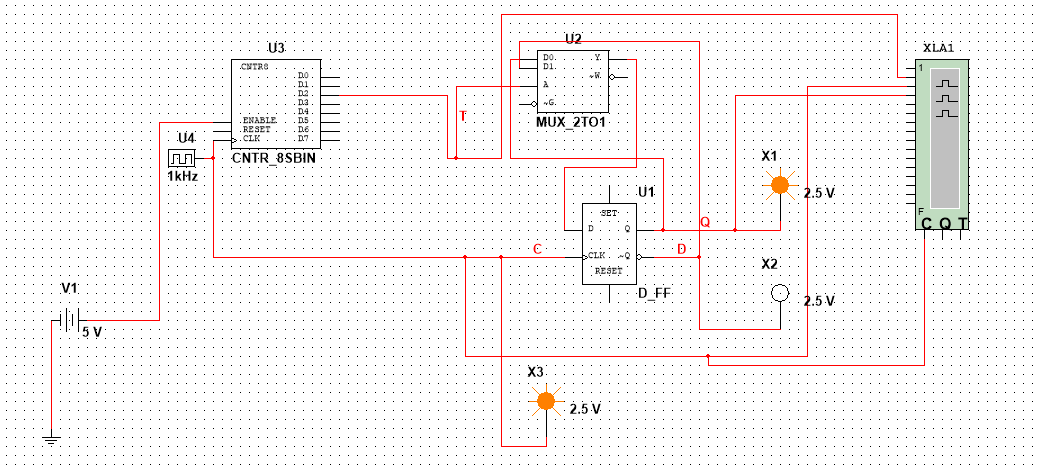 U3
CNTR8
D0
D1
D2
D3
D4
D5
D6
D7
ENABLE
RESET
CLK
CNTR_8SBIN
U4
1kHz
V1
5 V
T
U2
D0
D1
A
~G
Y
~W
MUX_2TO1
U1
SET
D
Q
CLK
~Q
RESET
D_FF
C
D
Q
X1
2.5 V
X2
2.5 V
X3
2.5 V
XLA1
1
F
C Q T